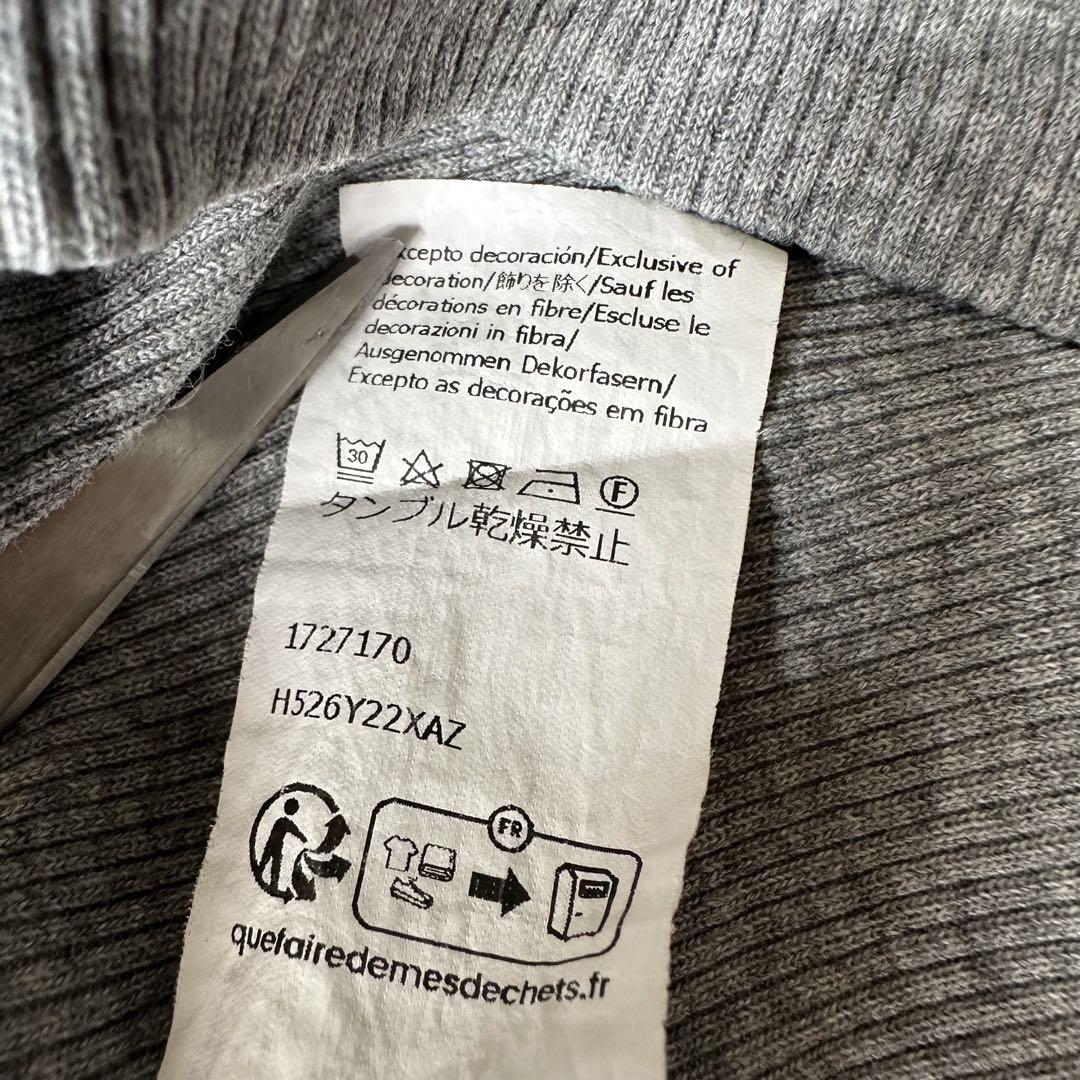 xcepto decoración/Exclusive of
decoration/飾りを除く/Sauf les
décorations en fibre/Escluse le
decorazioni in fibra/
Ausgenommen Dekorfasern/
Excepto as decorações em fibra
30 F
タンブル乾燥禁止
1727170
H526Y22XAZ
FR
quefairedemesdechets.fr